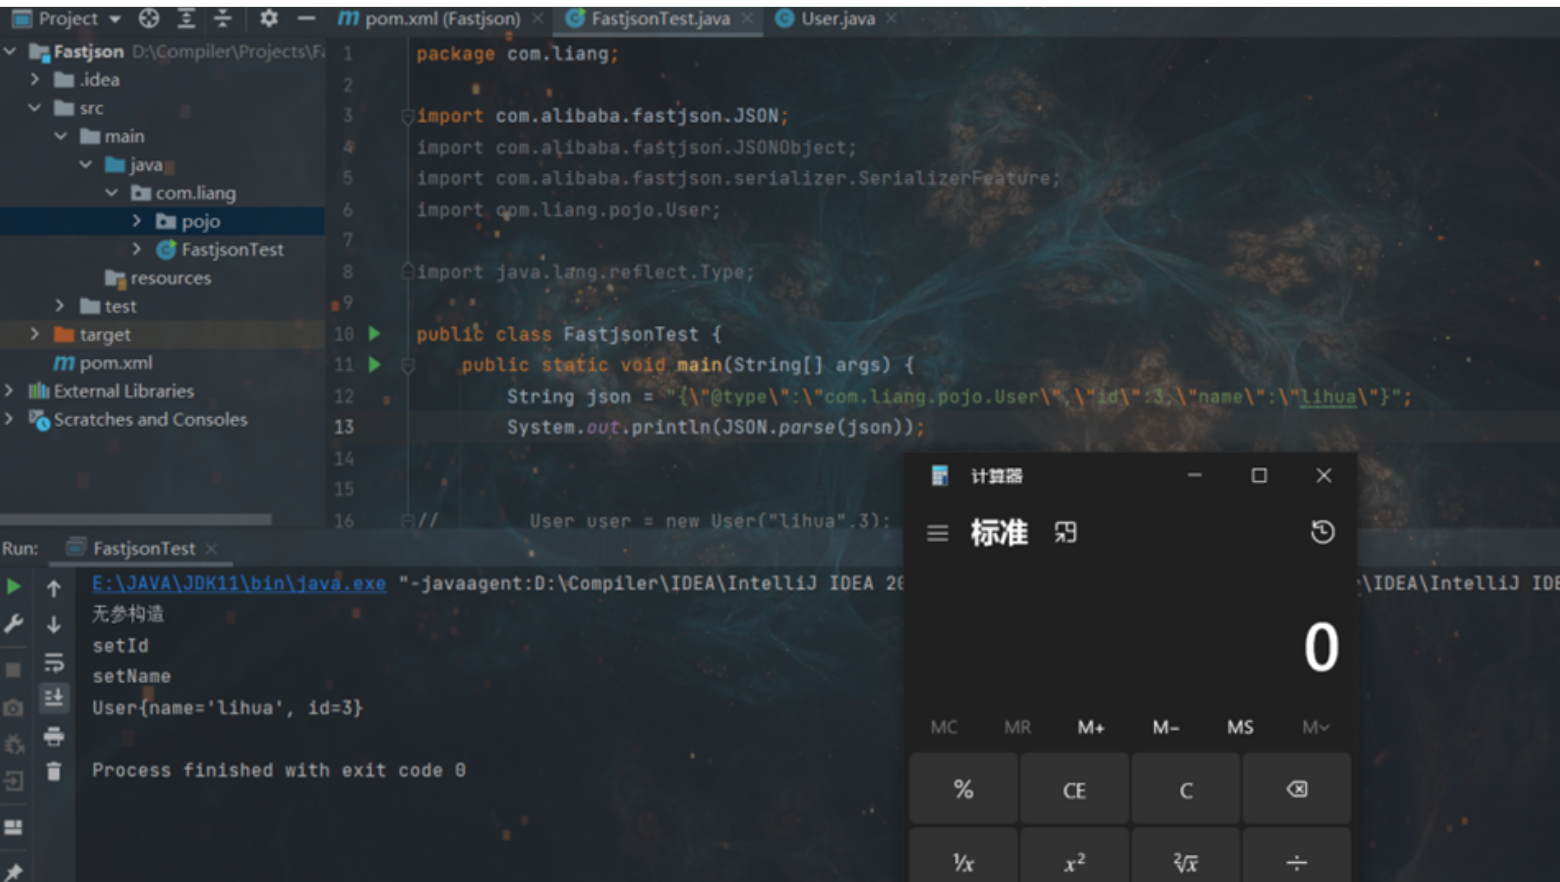 Project
pom.xml (Fastjson)
FastjsonTest.java
User.java
Fastjson D:\Compiler\Projects\Fa
.idea
src
main
java
com.liang
pojo
FastjsonTest
resources
test
target
pom.xml
External Libraries
Scratches and Consoles
1 package com.liang;
2
3 import com.alibaba.fastjson.JSON;
4 import com.alibaba.fastjson.JSONObject;
5 import com.alibaba.fastjson.serializer.SerializerFeature;
6 import com.liang.pojo.User;
7
8 import java.lang.reflect.Type;
9
10 public class FastjsonTest {
11 public static void main(String[] args) {
12 String json = "{\"@type\":\"com.liang.pojo.User\",\"id\":3,\"name\":\"lihua\"}";
13 System.out.println(JSON.parse(json));
14
15
16 // User user = new User("lihua",3);
Run: FastjsonTest
E:\JAVA\JDK11\bin\java.exe "-javaagent:D:\Compiler\IDEA\IntelliJ IDEA 20
\IDEA\IntelliJ IDE
无参构造
setId
setName
User{name='lihua', id=3}
Process finished with exit code 0
计算器
标准
0
MC MR M+ M- MS M
% CE C
¹/x x² ²√x ÷